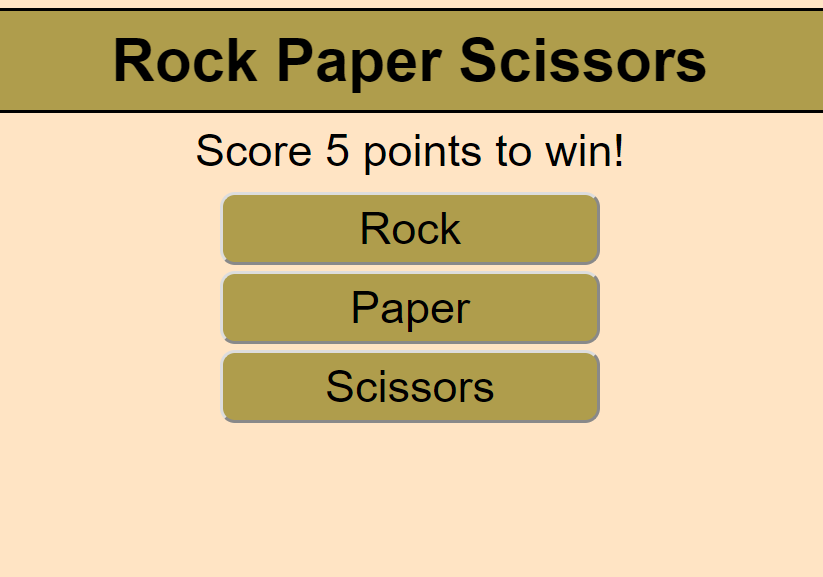 Rock Paper Scissors
Score 5 points to win!
Rock
Paper
Scissors